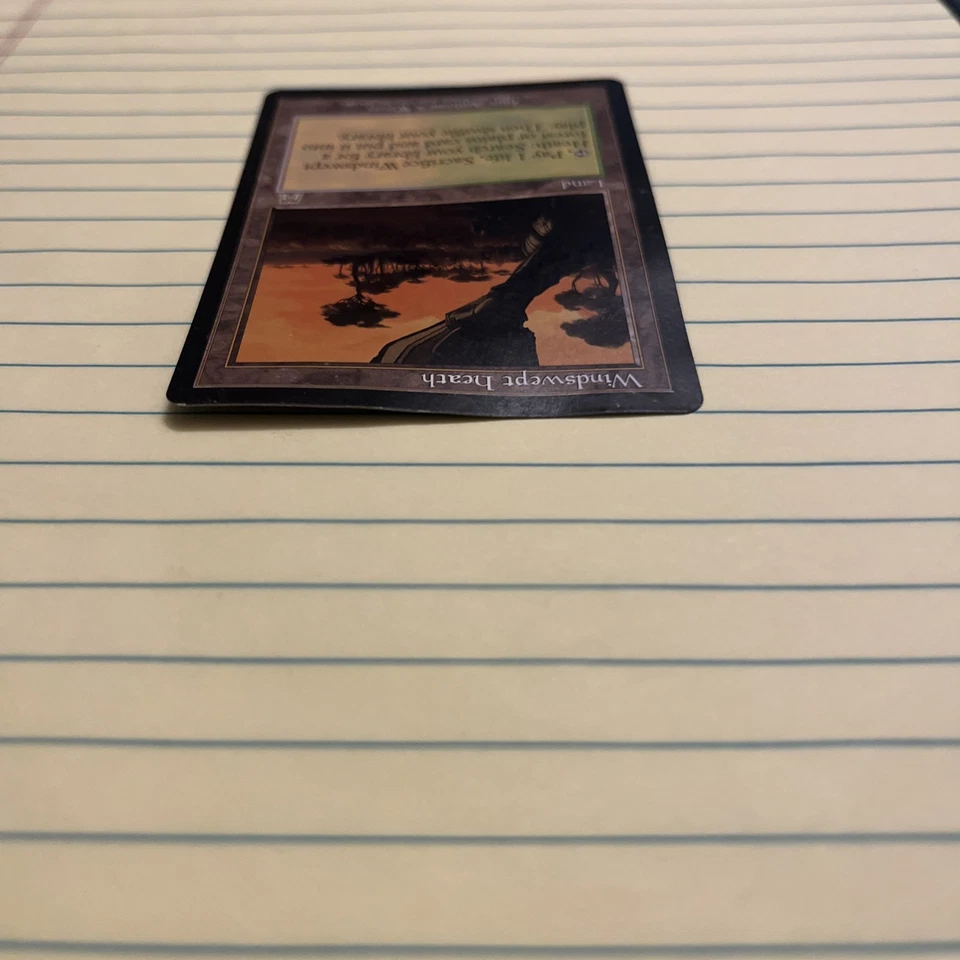 Windswept Heath
Land
, Pay 1 life, Sacrifice Windswept
Heath: Search your library for a
forest or plains card and put it into
play. Then shuffle your library.